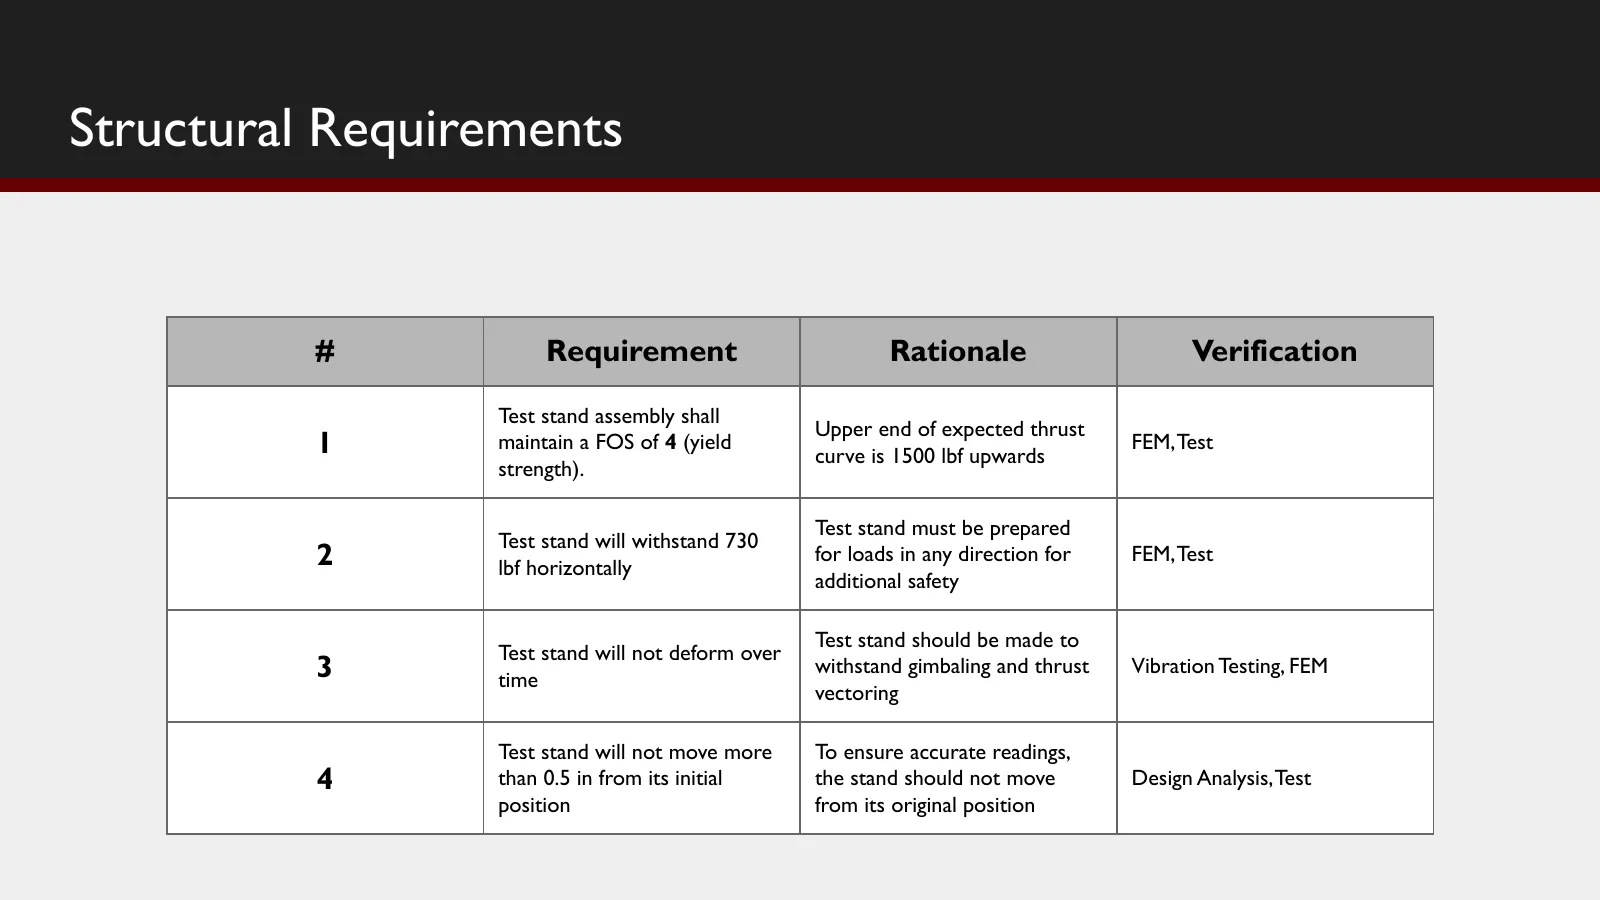 Structural Requirements
# Requirement Rationale Verification
1
Test stand assembly shall
maintain a FOS of 4 (yield
strength).
Upper end of expected thrust
curve is 1500 lbf upwards
FEM, Test
2
Test stand will withstand 730
lbf horizontally
Test stand must be prepared
for loads in any direction for
additional safety
FEM, Test
3
Test stand will not deform over
time
Test stand should be made to
withstand gimbaling and thrust
vectoring
Vibration Testing, FEM
4
Test stand will not move more
than 0.5 in from its initial
position
To ensure accurate readings,
the stand should not move
from its original position
Design Analysis, Test